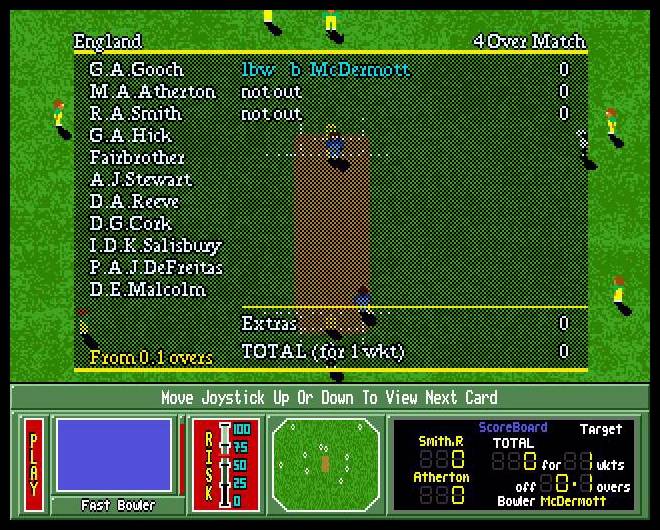 England 4 Over Match
G.A.Gooch lbw b McDermott 0
M.A.Atherton not out 0
R.A.Smith not out 0
G.A.Hick
Fairbrother
A.J.Stewart
D.A.Reeve
D.G.Cork
I.D.K.Salisbury
P.A.J.DeFreitas
D.E.Malcolm
Extras 0
From 0.1 overs TOTAL (for 1 wkt) 0
Move Joystick Up Or Down To View Next Card
PLAY
Fast Bowler
RISK
100
75
50
25
0
ScoreBoard Target
Smith.R TOTAL
0 0 for 1 wkts
Atherton off 0.1 overs
0 Bowler McDermott